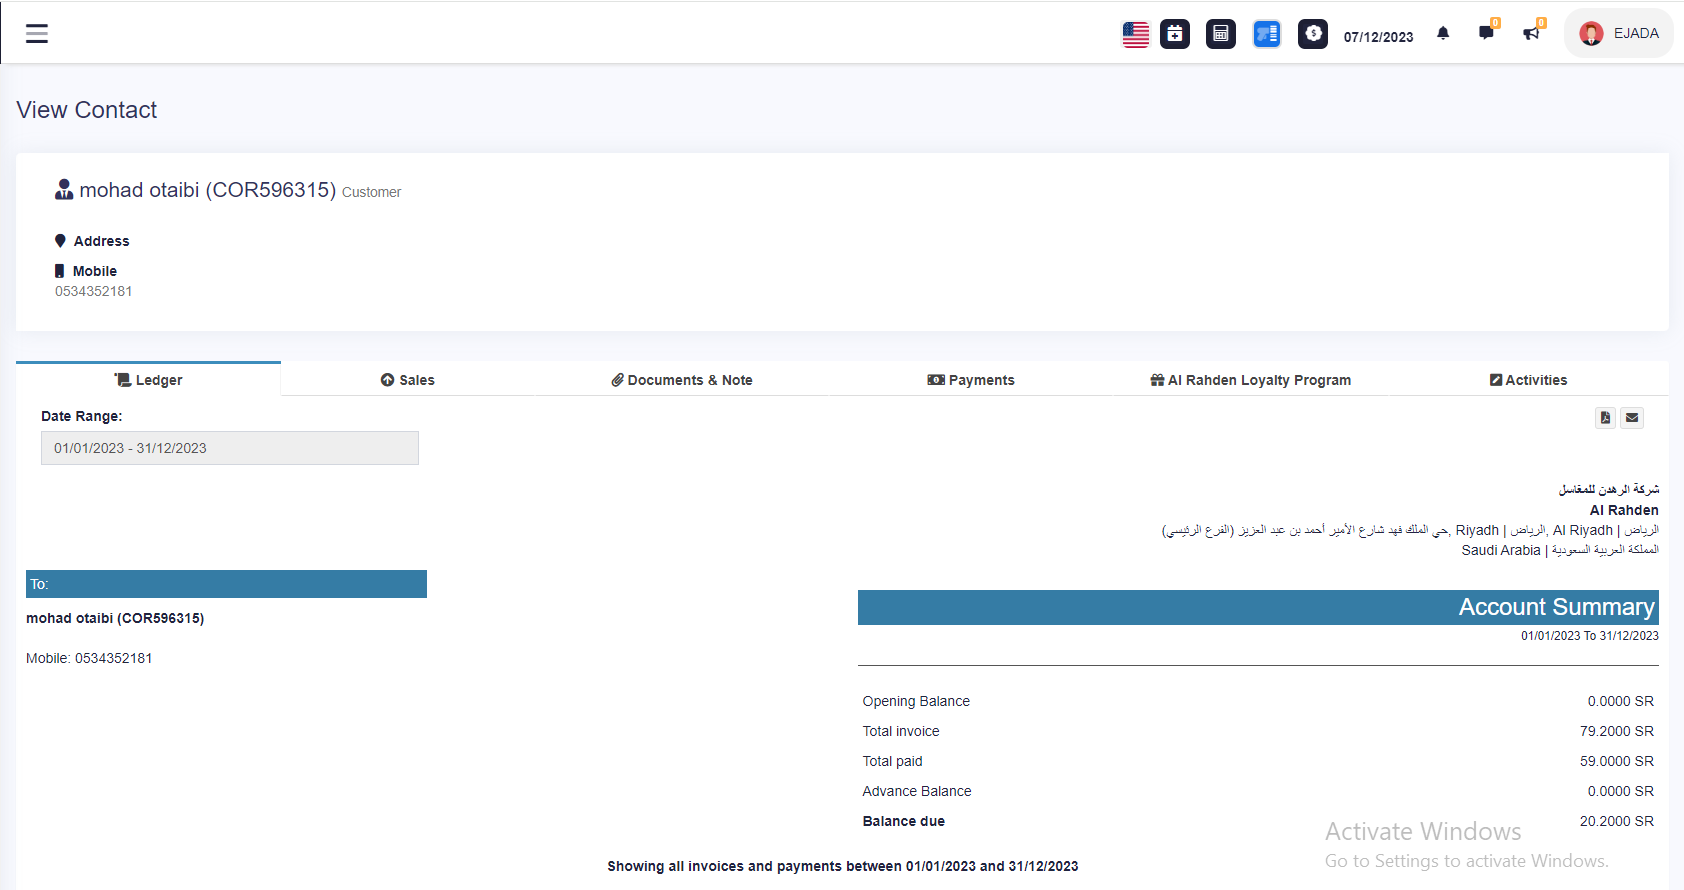 07/12/2023
0
0
EJADA
View Contact
mohad otaibi (COR596315) Customer
Address
Mobile
0534352181
Ledger
Sales
Documents & Note
Payments
Al Rahden Loyalty Program
Activities
Date Range:
01/01/2023 - 31/12/2023
شركة الرهدن للمغاسل
Al Rahden
حي الملك فهد شارع الأمير أحمد بن عبد العزيز (الفرع الرئيسي), Riyadh | الرياض, Al Riyadh | الرياض
Saudi Arabia | المملكة العربية السعودية
To:
mohad otaibi (COR596315)
Mobile: 0534352181
Account Summary
01/01/2023 To 31/12/2023
Opening Balance 0.0000 SR
Total invoice 79.2000 SR
Total paid 59.0000 SR
Advance Balance 0.0000 SR
Balance due 20.2000 SR
Activate Windows
Go to Settings to activate Windows.
Showing all invoices and payments between 01/01/2023 and 31/12/2023